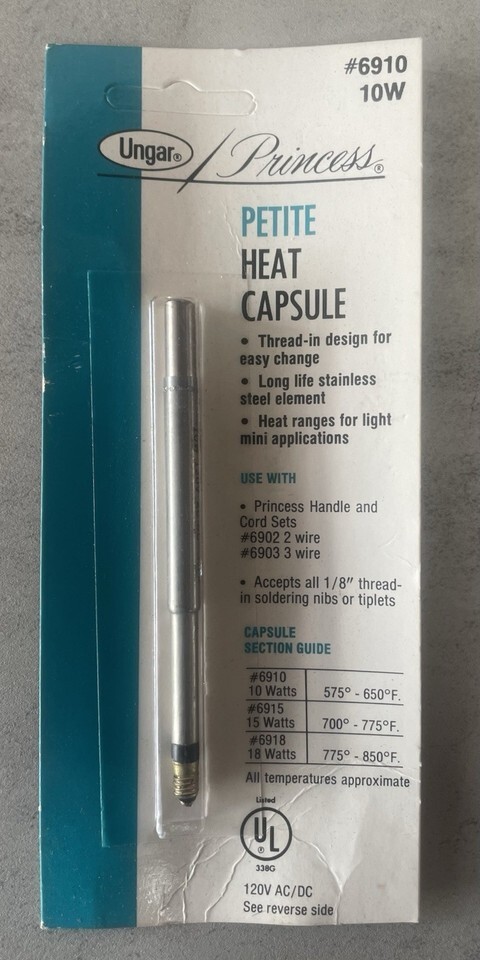 #6910
10W
Ungar® / Princess®
PETITE
HEAT
CAPSULE
• Thread-in design for
easy change
• Long life stainless
steel element
• Heat ranges for light
mini applications
USE WITH
• Princess Handle and
Cord Sets
#6902 2 wire
#6903 3 wire
• Accepts all 1/8" thread-
in soldering nibs or tiplets
CAPSULE
SECTION GUIDE
#6910
10 Watts 575° - 650°F.
#6915
15 Watts 700° - 775°F.
#6918
18 Watts 775° - 850°F.
All temperatures approximate
Listed
UL®
338G
120V AC/DC
See reverse side